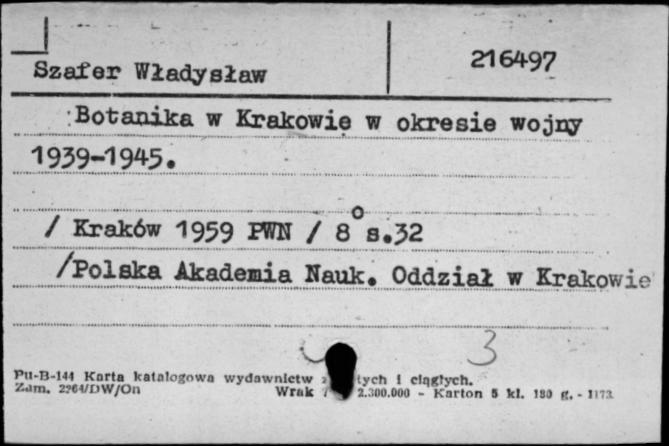 Szafer Władysław
216497
Botanika w Krakowie w okresie wojny
1939-1945.
/ Kraków 1959 PWN / 8° s.32
/Polska Akademia Nauk. Oddział w Krakowie
3
Pu-B-144 Karta katalogowa wydawnictw tych i ciągłych.
Zam. 2264/DW/On
Wrak 2.300.000 - Karton 5 kl. 180 g. - 1173